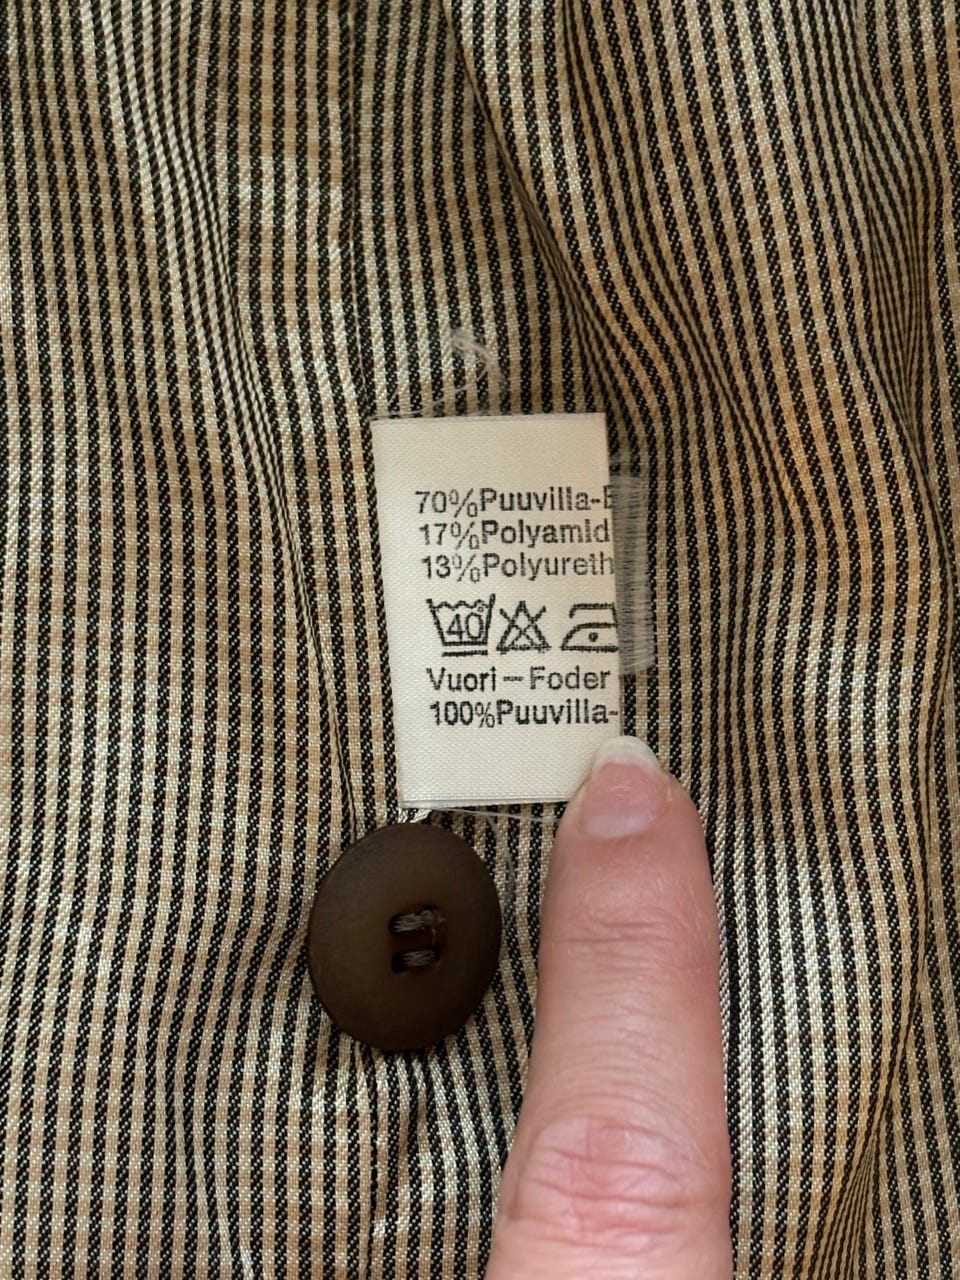 70%Puuvilla-B
17%Polyamid
13%Polyureth
40
Vuori-Foder
100%Puuvilla-